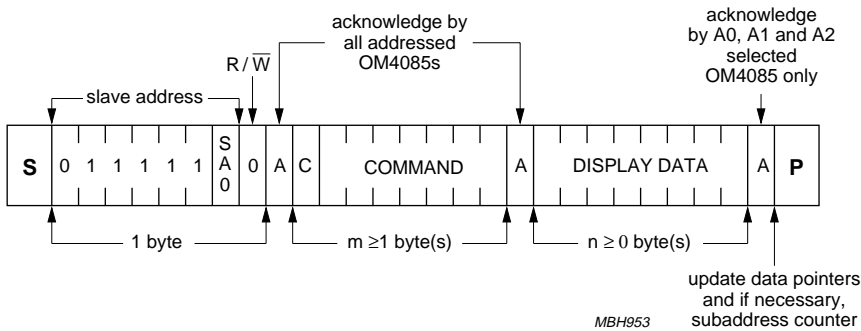 acknowledge by
all addressed
OM4085s
acknowledge
by A0, A1 and A2
selected
OM4085 only
R / W
slave address
S 0 1 1 1 1 1 S A 0 0 A C COMMAND A DISPLAY DATA A P
1 byte
m ≥1 byte(s)
n ≥ 0 byte(s)
update data pointers
and if necessary,
subaddress counter
MBH953